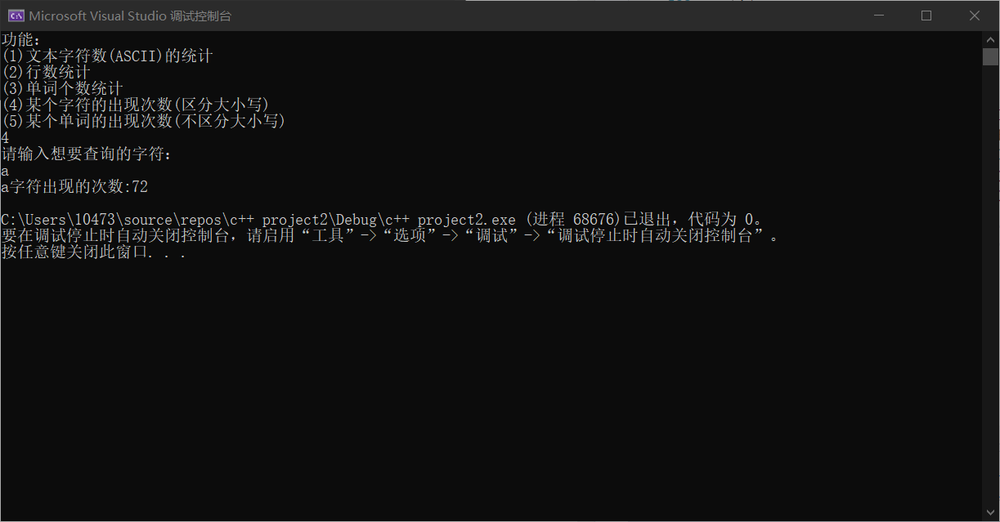 Microsoft Visual Studio 调试控制台
功能:
(1)文本字符数(ASCII)的统计
(2)行数统计
(3)单词个数统计
(4)某个字符的出现次数(区分大小写)
(5)某个单词的出现次数(不区分大小写)
4
请输入想要查询的字符:
a
a字符出现的次数:72
C:\Users\10473\source\repos\c++ project2\Debug\c++ project2.exe (进程 68676)已退出，代码为 0。
要在调试停止时自动关闭控制台，请启用“工具”->“选项”->“调试”->“调试停止时自动关闭控制台”。
按任意键关闭此窗口. . .